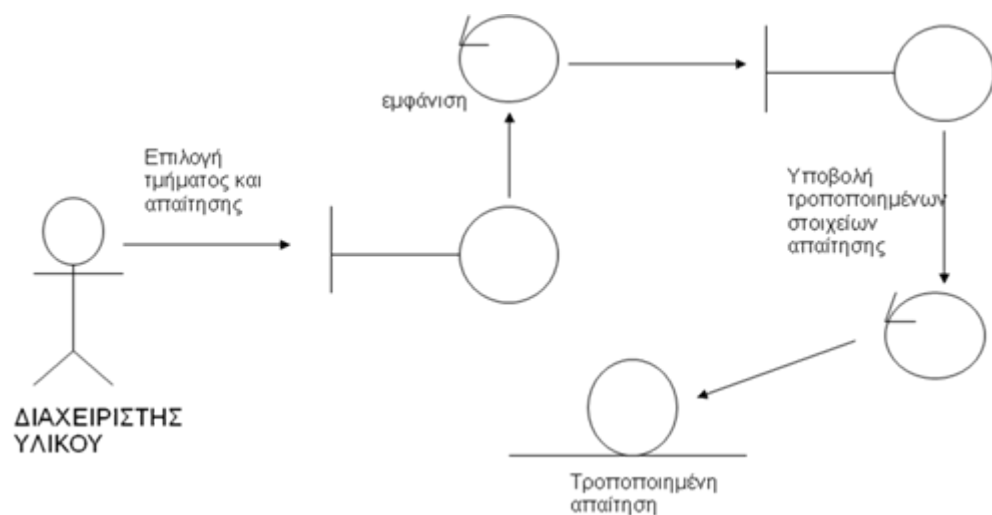 εμφάνιση
Επιλογή
τμήματος και
απαίτησης
Υποβολή
τροποποιημένων
στοιχείων
απαίτησης
ΔΙΑΧΕΙΡΙΣΤΗΣ
ΥΛΙΚΟΥ
Τροποποιημένη
απαίτηση